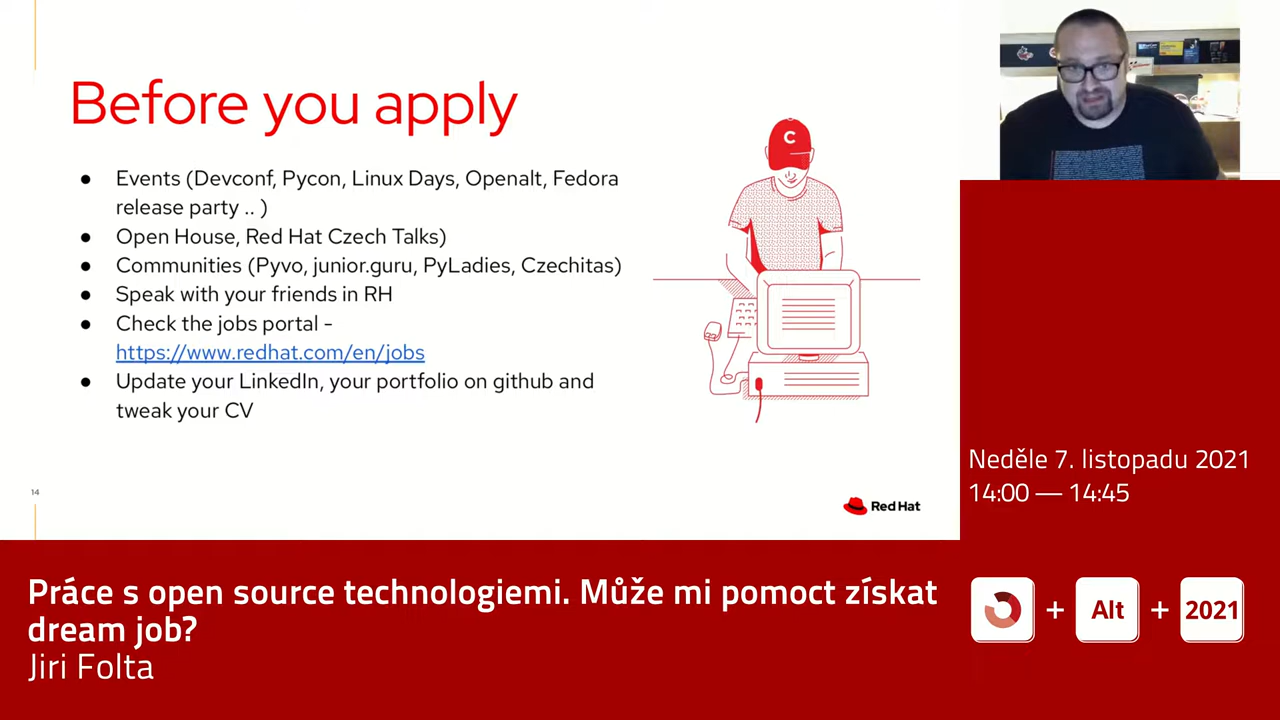 Before you apply
● Events (Devconf, Pycon, Linux Days, Openalt, Fedora
release party .. )
● Open House, Red Hat Czech Talks)
● Communities (Pyvo, junior.guru, PyLadies, Czechitas)
● Speak with your friends in RH
● Check the jobs portal -
https://www.redhat.com/en/jobs
● Update your LinkedIn, your portfolio on github and
tweak your CV
C
14
Red Hat
Neděle 7. listopadu 2021
14:00 — 14:45
Práce s open source technologiemi. Může mi pomoct získat
dream job?
Jiri Folta
+ Alt + 2021